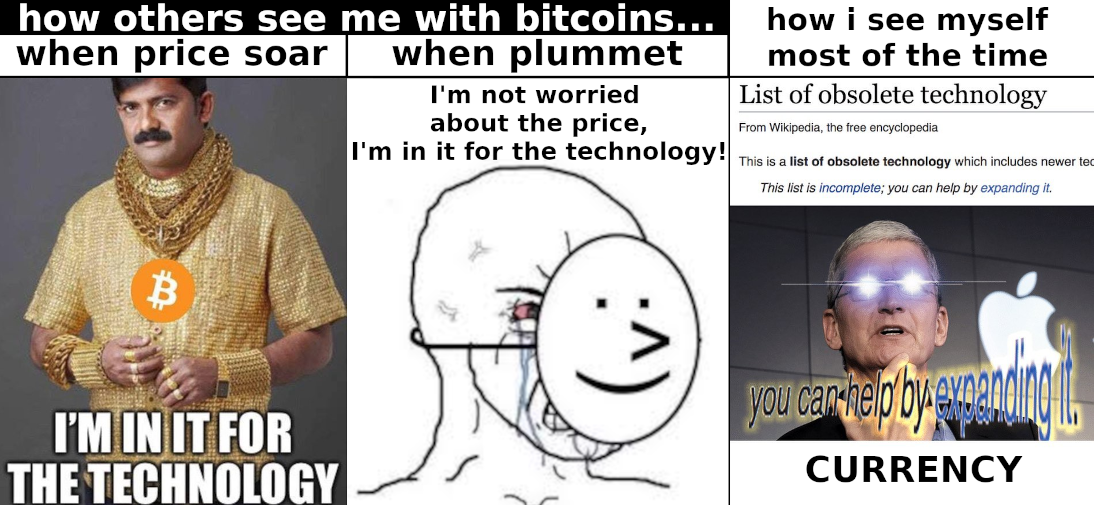 how others see me with bitcoins...
when price soar
I'M IN IT FOR
THE TECHNOLOGY
when plummet
I'm not worried
about the price,
I'm in it for the technology!
how i see myself
most of the time
List of obsolete technology
From Wikipedia, the free encyclopedia
This is a list of obsolete technology which includes newer tec
This list is incomplete; you can help by expanding it.
you can help by expanding it.
CURRENCY